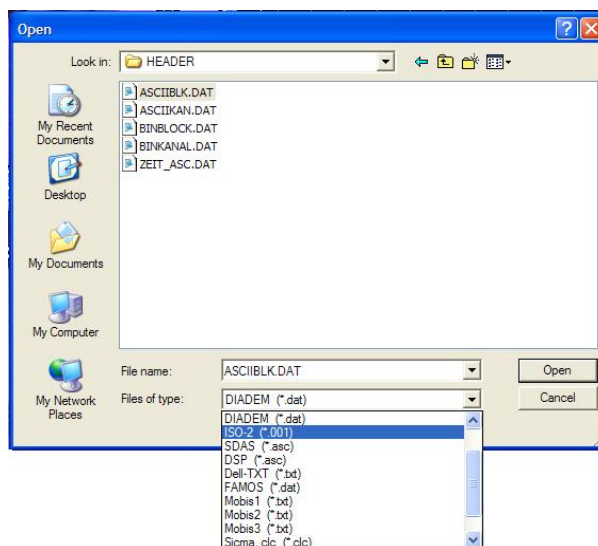 Open
Look in:
HEADER
ASCIIBLK.DAT
ASCIIKAN.DAT
BINBLOCK.DAT
BINKANAL.DAT
ZEIT_ASC.DAT
My Recent
Documents
Desktop
My Documents
My Computer
My Network
Places
File name:
ASCIIBLK.DAT
Open
Files of type:
DIADEM (*.dat)
Cancel
DIADEM (*.dat)
ISO-2 (*.001)
SDAS (*.asc)
DSP (*.asc)
Dell-TXT (*.txt)
FAMOS (*.dat)
Mobis1 (*.txt)
Mobis2 (*.txt)
Mobis3 (*.txt)